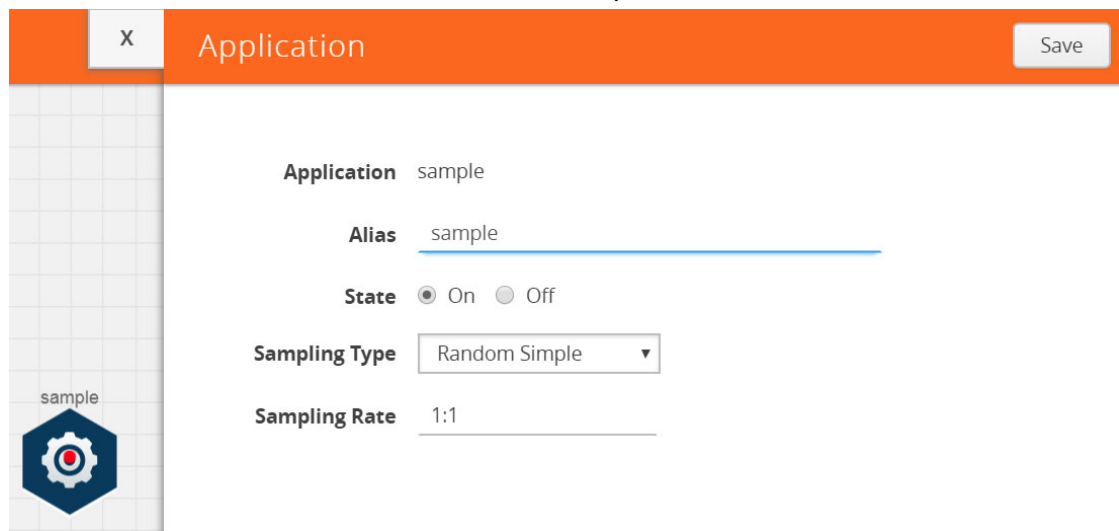 X
Application
Save
Application sample
Alias sample
State On Off
Sampling Type Random Simple
Sampling Rate 1:1
sample